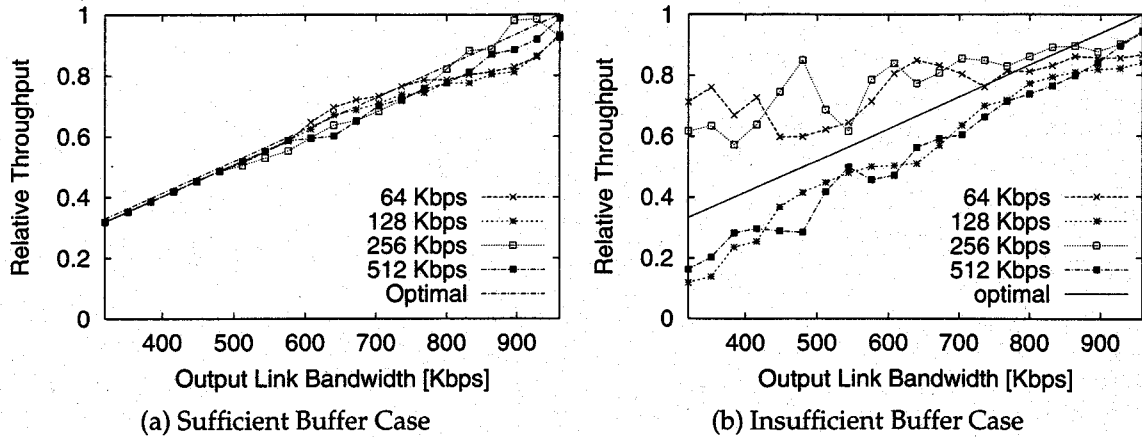 1
0.8
0.6
0.4
0.2
0
Relative Throughput
64 Kbps
128 Kbps
256 Kbps
512 Kbps
Optimal
400 500 600 700 800 900
Output Link Bandwidth [Kbps]
(a) Sufficient Buffer Case
1
0.8
0.6
0.4
0.2
0
Relative Throughput
64 Kbps
128 Kbps
256 Kbps
512 Kbps
optimal
400 500 600 700 800 900
Output Link Bandwidth [Kbps]
(b) Insufficient Buffer Case